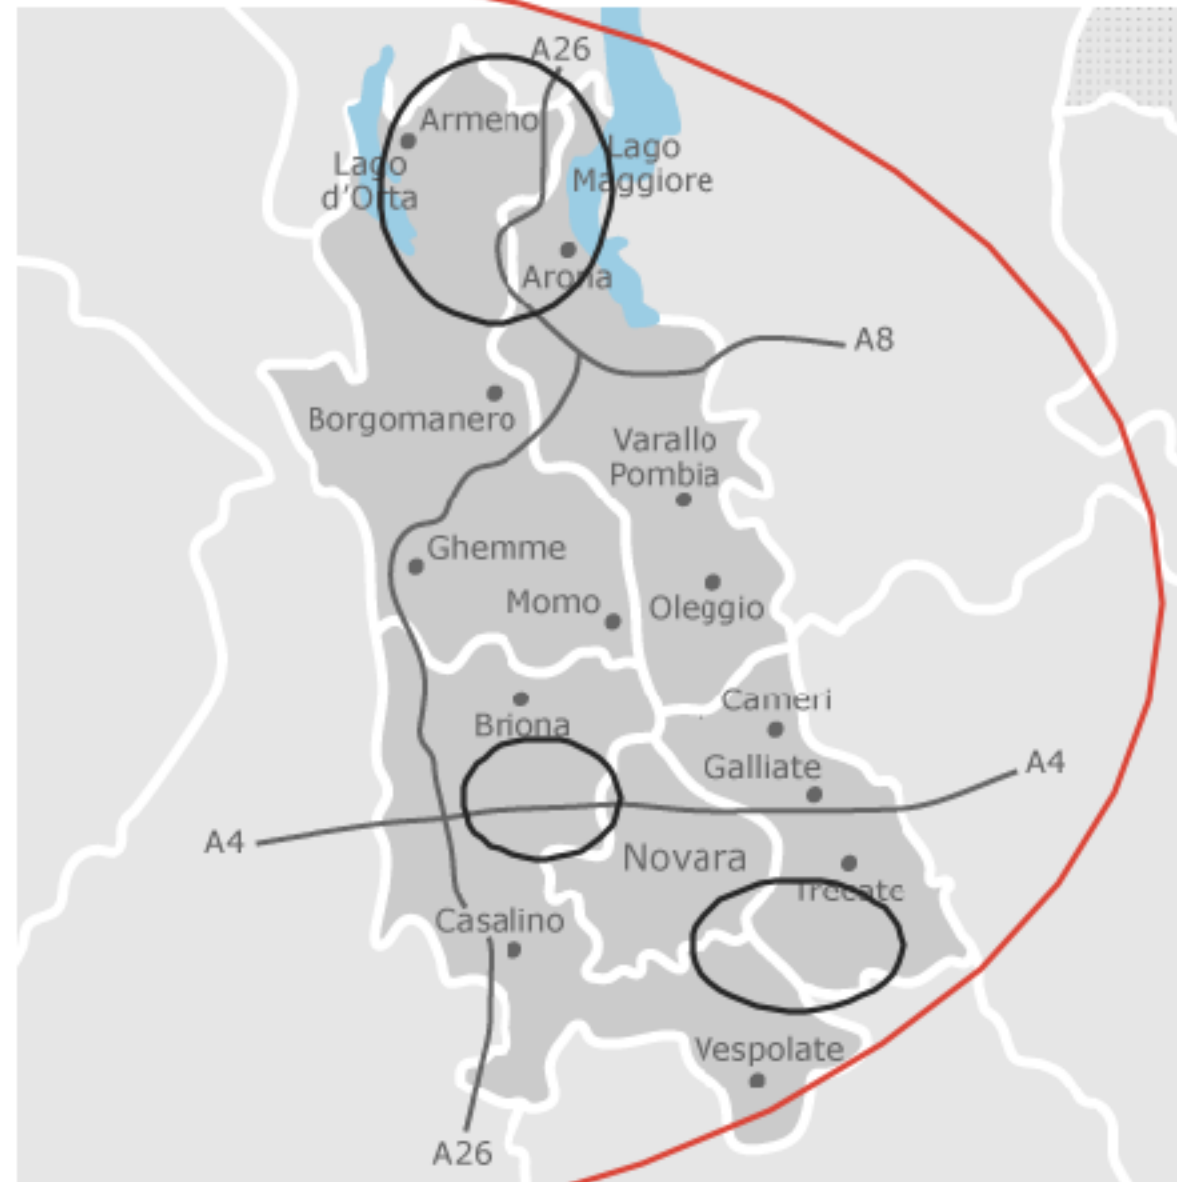 A26
Armeno
Lago
d'Orta
Lago
Maggiore
Arona
A8
Borgomanero
Varallo
Pombia
Ghemme
Momo
Oleggio
Cameri
Briona
Galliate
A4
A4
Novara
Trecate
Casalino
Vespolate
A26